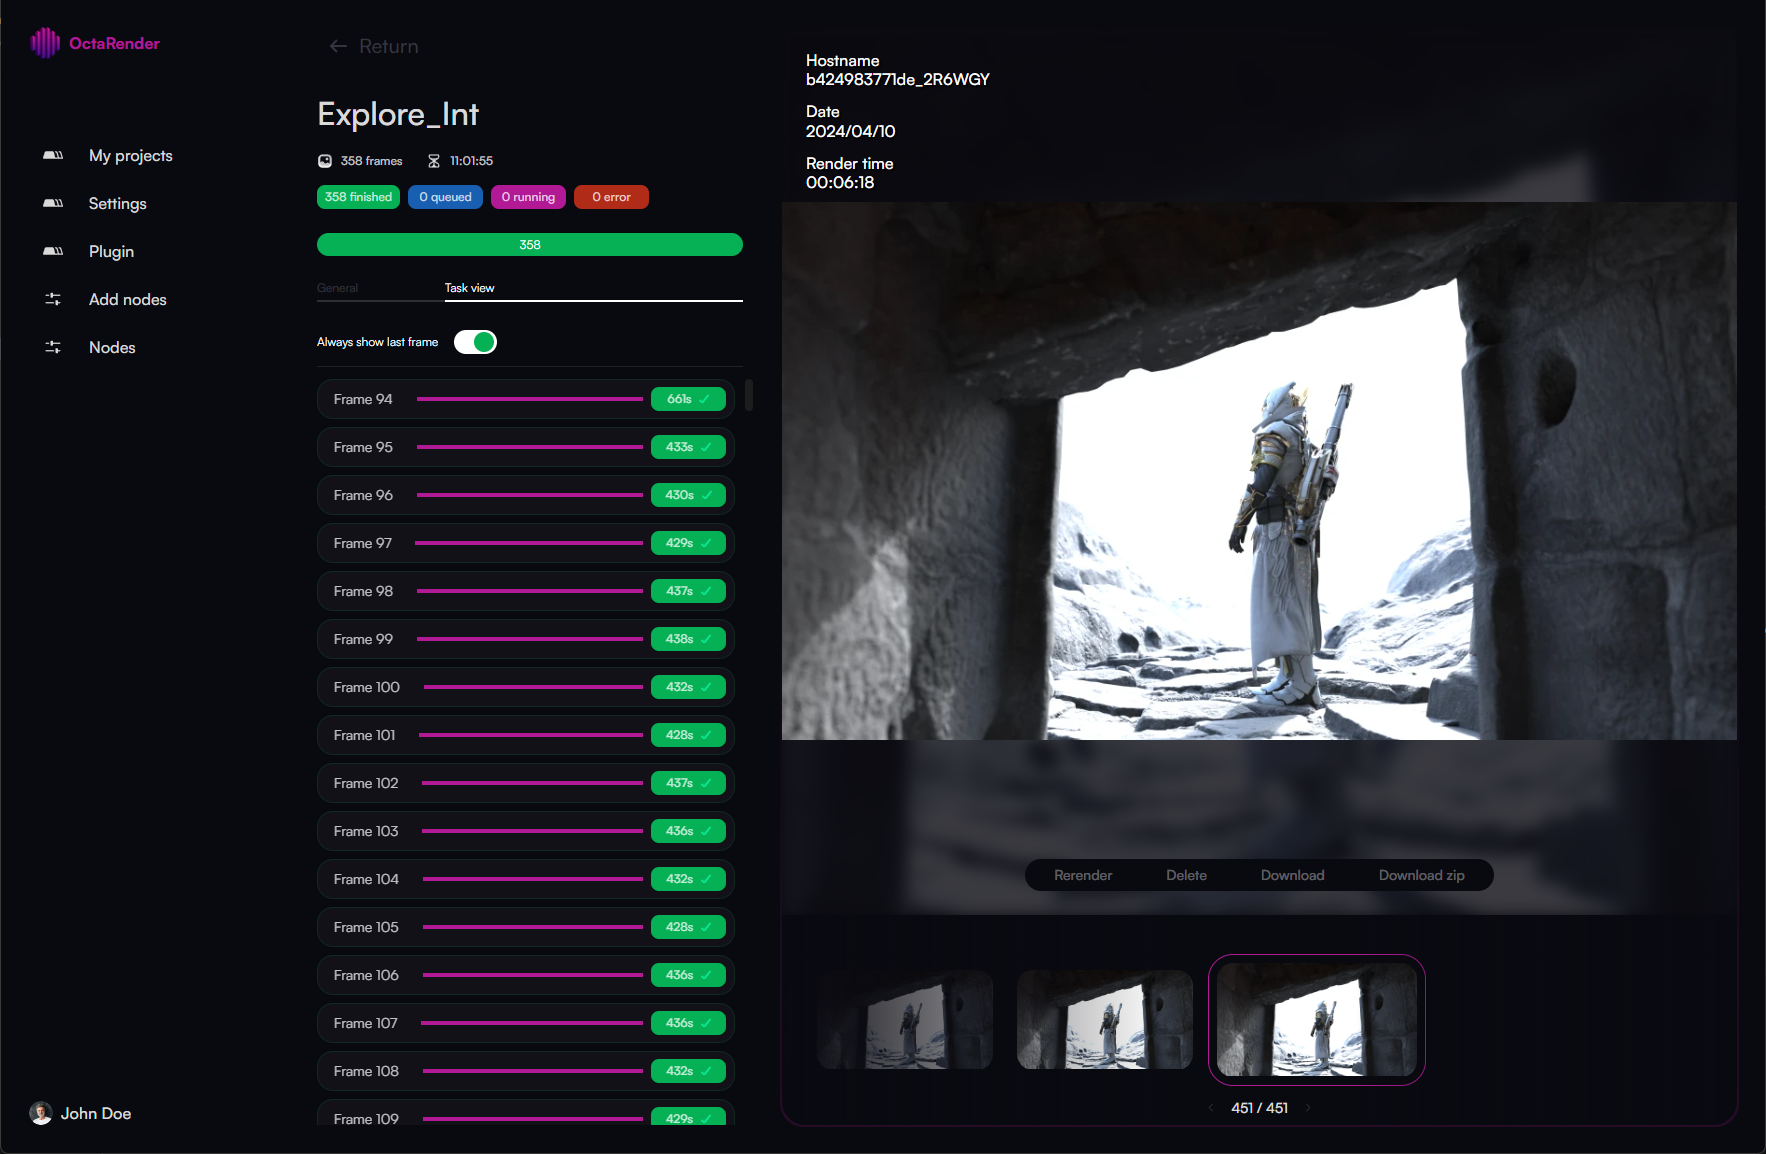 OctaRender
My projects
Settings
Plugin
Add nodes
Nodes
John Doe
Return
Explore_Int
358 frames
11:01:55
358 finished
0 queued
0 running
0 error
358
General
Task view
Always show last frame
Frame 94 661s
Frame 95 433s
Frame 96 430s
Frame 97 429s
Frame 98 437s
Frame 99 438s
Frame 100 432s
Frame 101 428s
Frame 102 437s
Frame 103 436s
Frame 104 432s
Frame 105 428s
Frame 106 436s
Frame 107 436s
Frame 108 432s
Frame 109 429s
Hostname
b424983771de_2R6WGY
Date
2024/04/10
Render time
00:06:18
Rerender
Delete
Download
Download zip
451 / 451